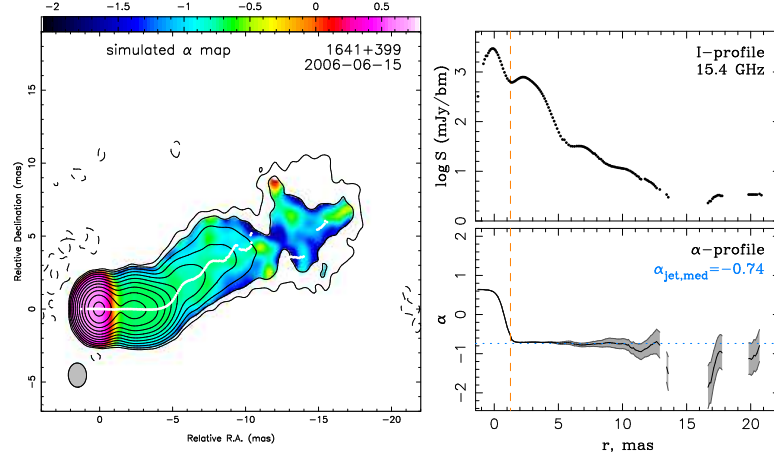 −2 −1.5 −1 −0.5 0 0.5
simulated α map
1641+399
2006−06−15
Relative Declination (mas)
15
10
5
0
−5
0 −5 −10 −15 −20
Relative R.A. (mas)
I−profile
15.4 GHz
log S (mJy/bm)
3
2
1
0
α−profile
αjet,med=−0.74
α
2
1
0
−1
−2
0 5 10 15 20
r, mas